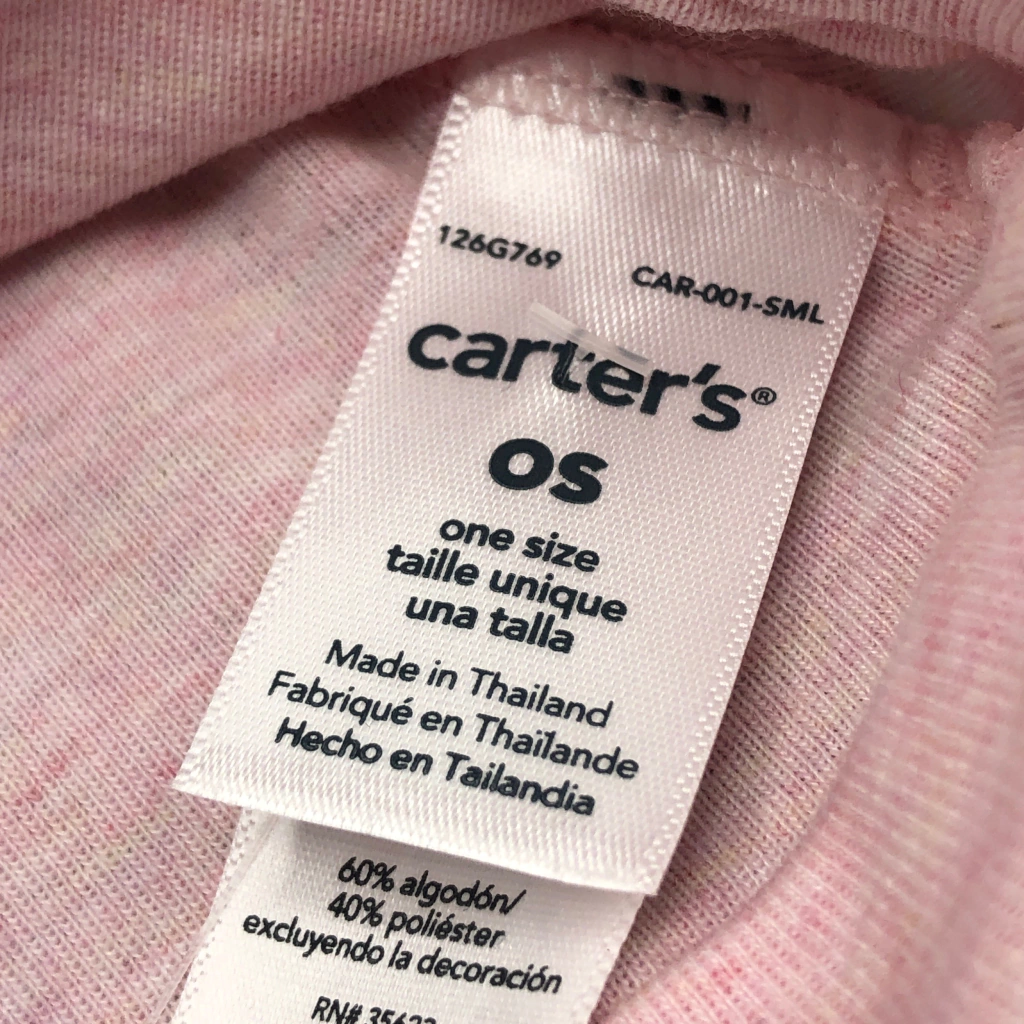 126G769 CAR-001-SML
carter's®
os
one size
taille unique
una talla
Made in Thailand
Fabriqué en Thaïlande
Hecho en Tailandia
60% algodón/
40% poliéster
excluyendo la decoración
RN#